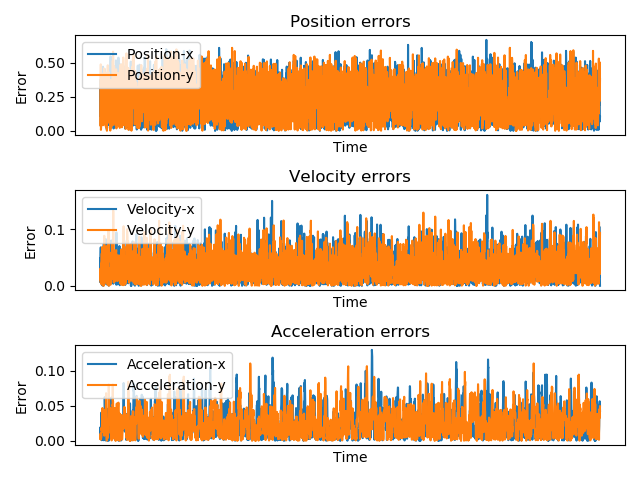 Position errors
Position-x
Position-y
0.50
0.25
0.00
Error
Time
Velocity errors
Velocity-x
Velocity-y
0.1
0.0
Error
Time
Acceleration errors
Acceleration-x
Acceleration-y
0.10
0.05
0.00
Error
Time